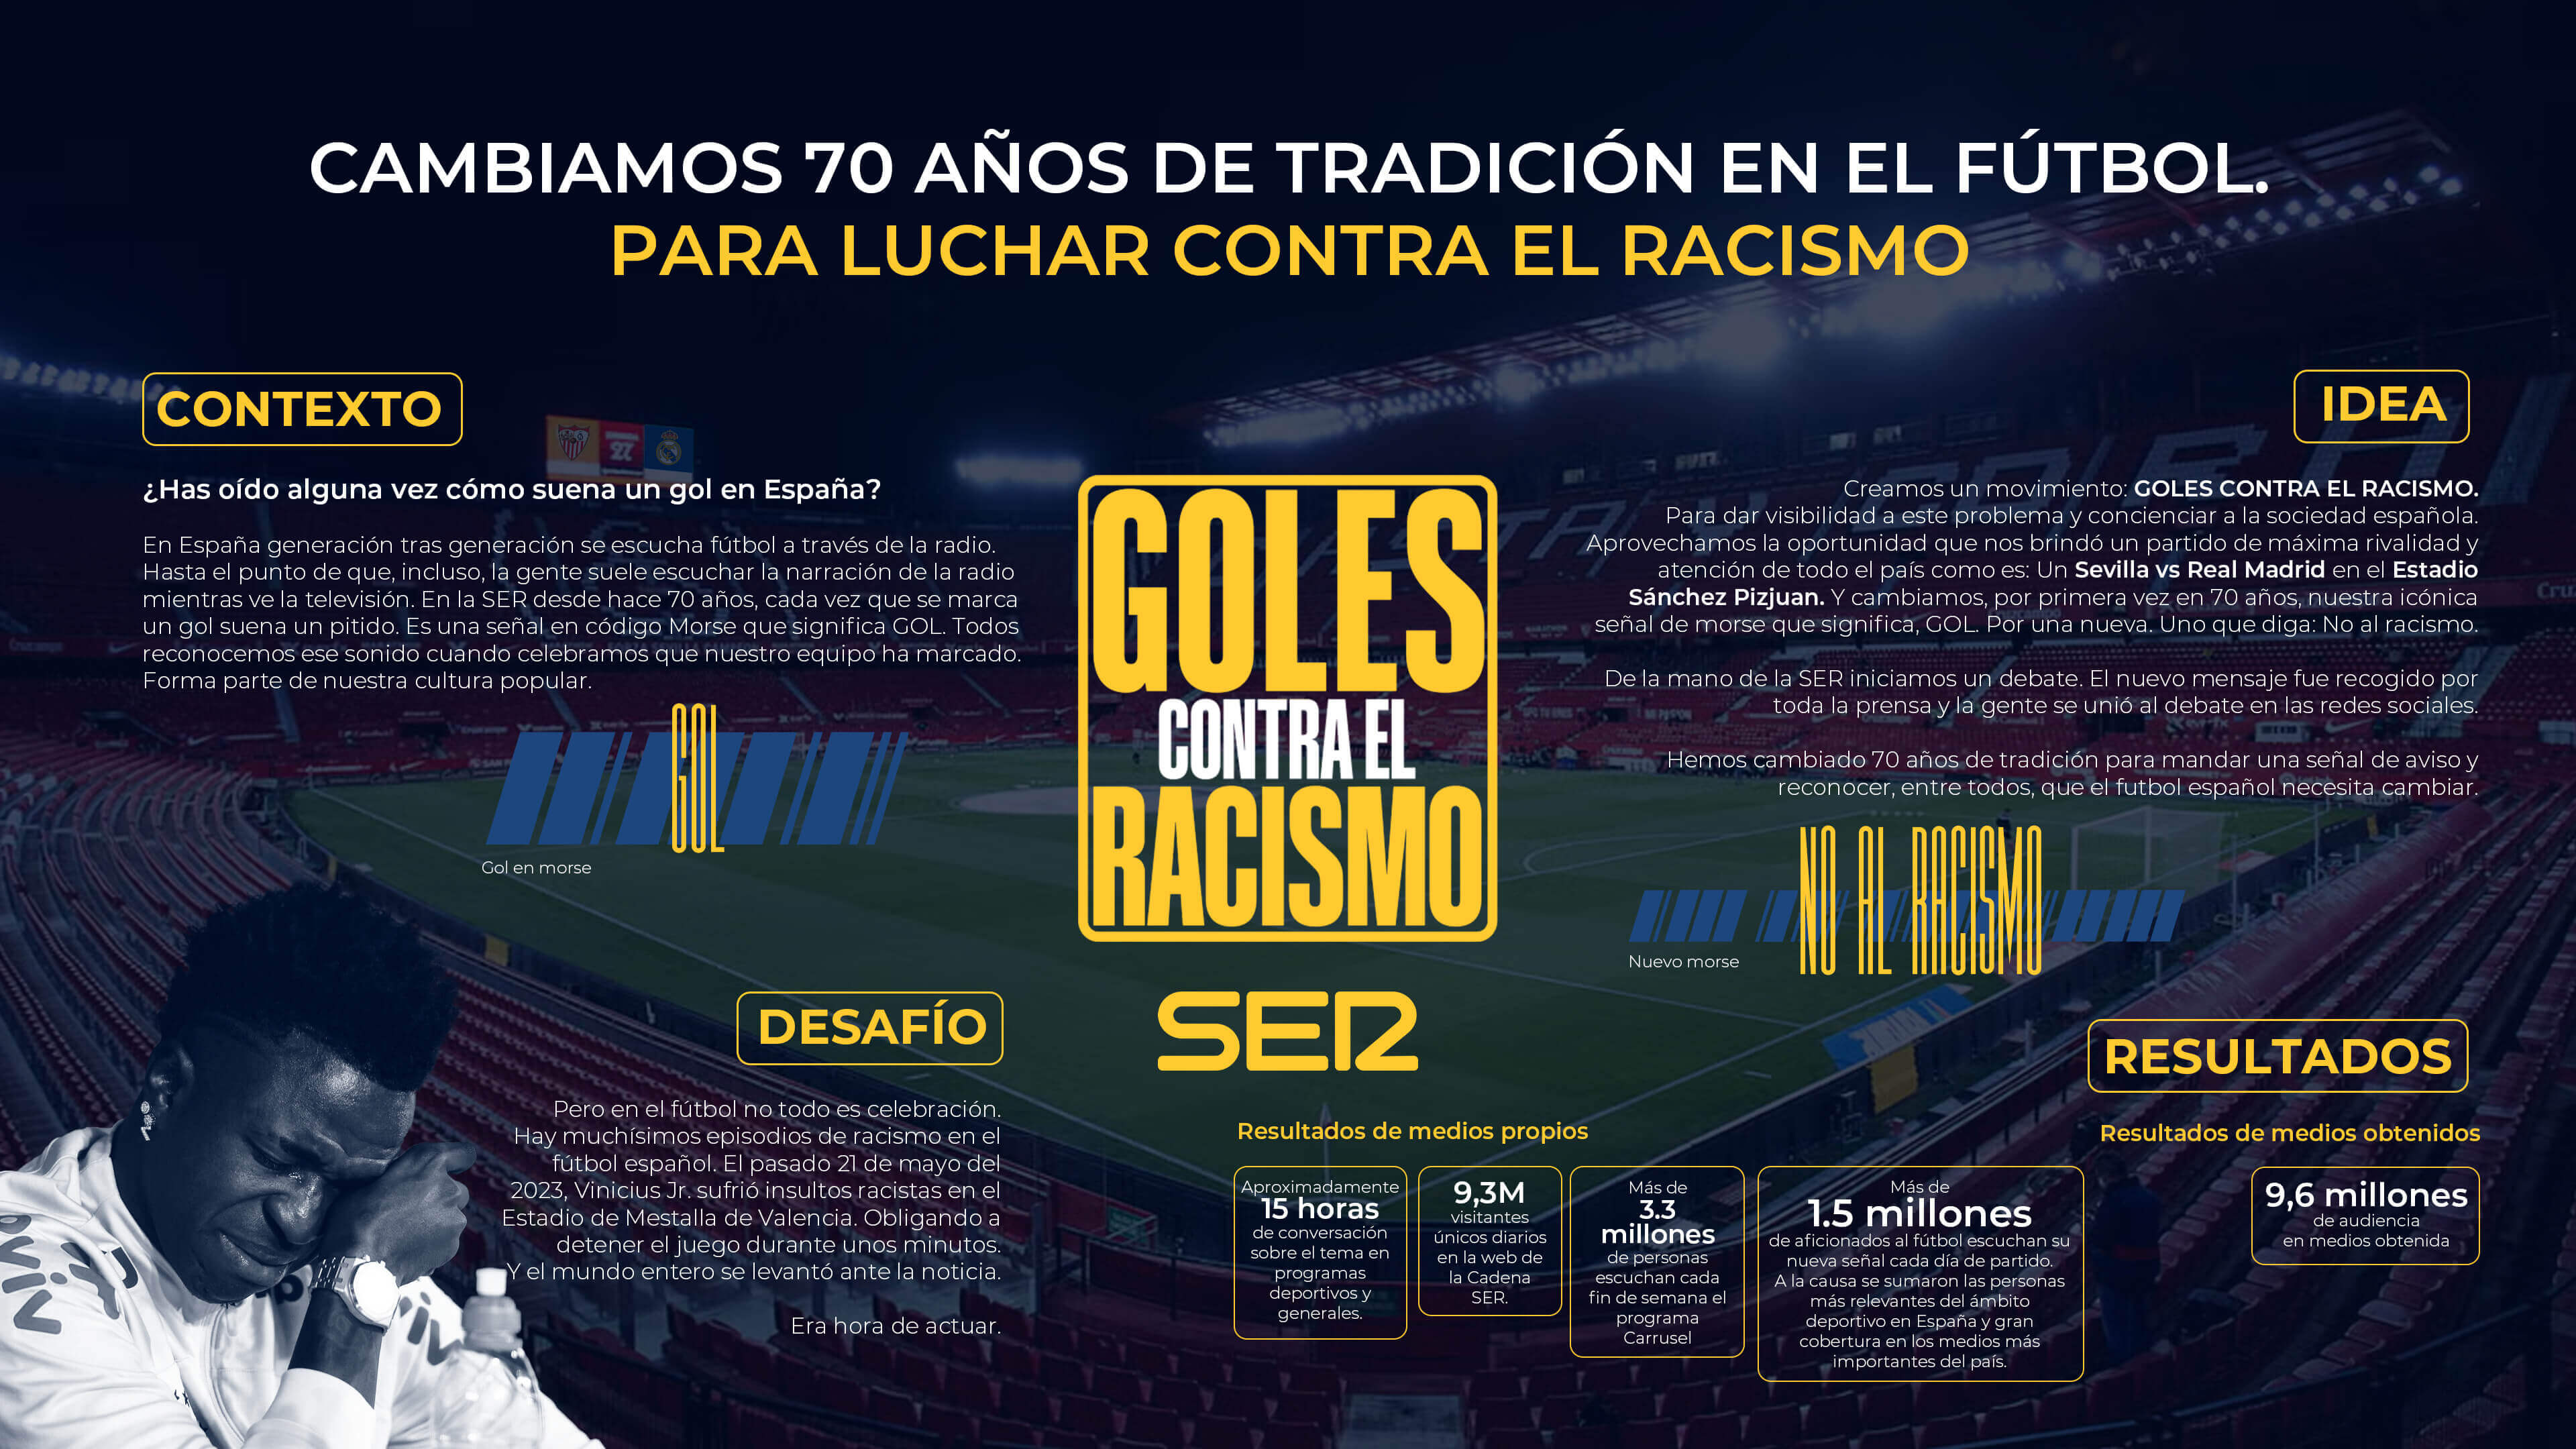 CAMBIAMOS 70 AÑOS DE TRADICIÓN EN EL FÚTBOL.
PARA LUCHAR CONTRA EL RACISMO
CONTEXTO
¿Has oído alguna vez cómo suena un gol en España?
En España generación tras generación se escucha fútbol a través de la radio.
Hasta el punto de que, incluso, la gente suele escuchar la narración de la radio
mientras ve la televisión. En la SER desde hace 70 años, cada vez que se marca
un gol suena un pitido. Es una señal en código Morse que significa GOL. Todos
reconocemos ese sonido cuando celebramos que nuestro equipo ha marcado.
Forma parte de nuestra cultura popular.
GOL
Gol en morse
DESAFÍO
Pero en el fútbol no todo es celebración.
Hay muchísimos episodios de racismo en el
fútbol español. El pasado 21 de mayo del
2023, Vinicius Jr. sufrió insultos racistas en el
Estadio de Mestalla de Valencia. Obligando a
detener el juego durante unos minutos.
Y el mundo entero se levantó ante la noticia.
Era hora de actuar.
GOLES
CONTRA EL
RACISMO
SER
IDEA
Creamos un movimiento: GOLES CONTRA EL RACISMO.
Para dar visibilidad a este problema y concienciar a la sociedad española.
Aprovechamos la oportunidad que nos brindó un partido de máxima rivalidad y
atención de todo el país como es: Un Sevilla vs Real Madrid en el Estadio
Sánchez Pizjuan. Y cambiamos, por primera vez en 70 años, nuestra icónica
señal de morse que significa, GOL. Por una nueva. Uno que diga: No al racismo.
De la mano de la SER iniciamos un debate. El nuevo mensaje fue recogido por
toda la prensa y la gente se unió al debate en las redes sociales.
Hemos cambiado 70 años de tradición para mandar una señal de aviso y
reconocer, entre todos, que el futbol español necesita cambiar.
NO AL RACISMO
Nuevo morse
RESULTADOS
Resultados de medios propios
Aproximadamente
15 horas
de conversación
sobre el tema en
programas
deportivos y
generales.
9,3M
visitantes
únicos diarios
en la web de
la Cadena
SER.
Más de
3.3
millones
de personas
escuchan cada
fin de semana el
programa
Carrusel
Más de
1.5 millones
de aficionados al fútbol escuchan su
nueva señal cada día de partido.
A la causa se sumaron las personas
más relevantes del ámbito
deportivo en España y gran
cobertura en los medios más
importantes del país.
Resultados de medios obtenidos
9,6 millones
de audiencia
en medios obtenida